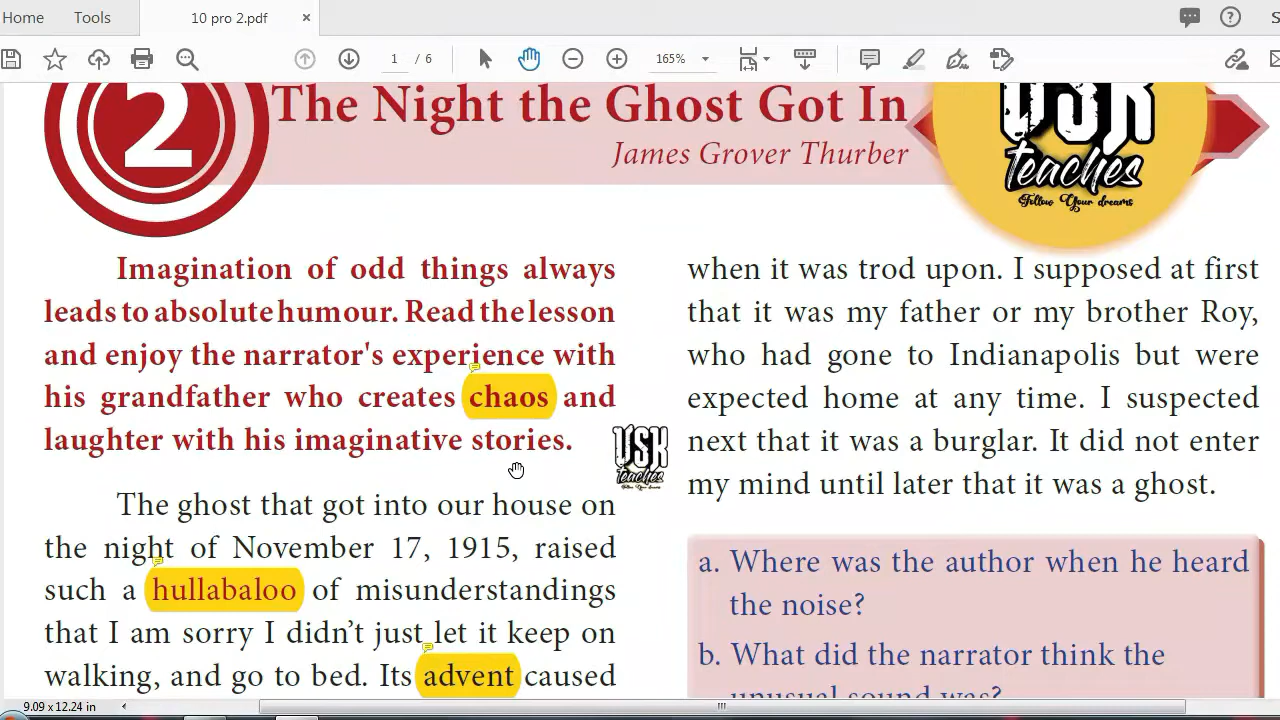 Home Tools 10 pro 2.pdf × S
1 / 6 165%
2
The Night the Ghost Got In
James Grover Thurber
USK
teaches
Follow Your dreams
Imagination of odd things always
leads to absolute humour. Read the lesson
and enjoy the narrator's experience with
his grandfather who creates chaos and
laughter with his imaginative stories.
The ghost that got into our house on
the night of November 17, 1915, raised
such a hullabaloo of misunderstandings
that I am sorry I didn't just let it keep on
walking, and go to bed. Its advent caused
USK
teaches
Follow Your dreams
when it was trod upon. I supposed at first
that it was my father or my brother Roy,
who had gone to Indianapolis but were
expected home at any time. I suspected
next that it was a burglar. It did not enter
my mind until later that it was a ghost.
a. Where was the author when he heard
the noise?
b. What did the narrator think the
unusual sound was?
9.09 x 12.24 in